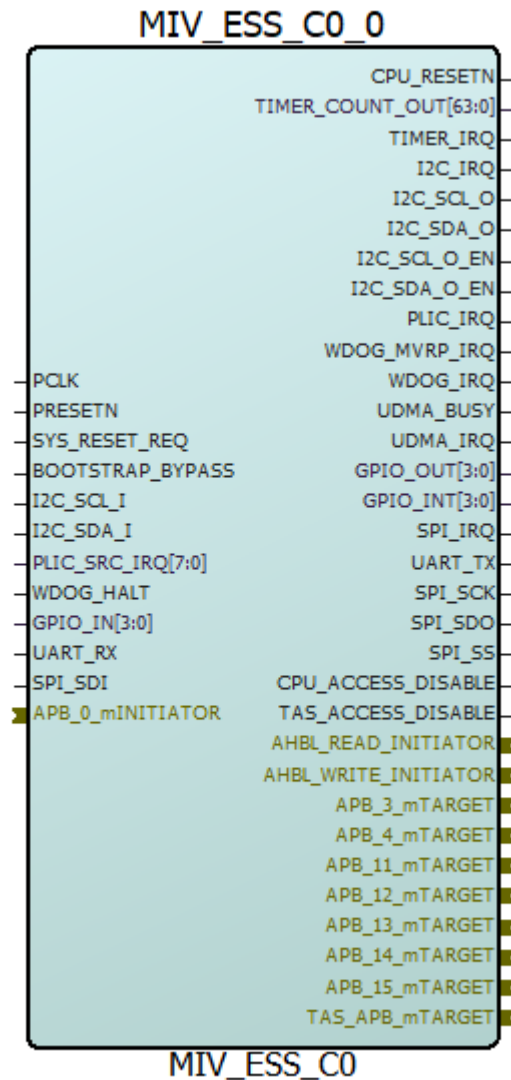 MIV_ESS_C0_0
CPU_RESETN
TIMER_COUNT_OUT[63:0]
TIMER_IRQ
I2C_IRQ
I2C_SCL_O
I2C_SDA_O
I2C_SCL_O_EN
I2C_SDA_O_EN
PLIC_IRQ
WDOG_MVRP_IRQ
PCLK WDOG_IRQ
PRESETN UDMA_BUSY
SYS_RESET_REQ UDMA_IRQ
BOOTSTRAP_BYPASS GPIO_OUT[3:0]
I2C_SCL_I GPIO_INT[3:0]
I2C_SDA_I SPI_IRQ
PLIC_SRC_IRQ[7:0] UART_TX
WDOG_HALT SPI_SCK
GPIO_IN[3:0] SPI_SDO
UART_RX SPI_SS
SPI_SDI CPU_ACCESS_DISABLE
APB_0_mINITIATOR TAS_ACCESS_DISABLE
AHBL_READ_INITIATOR
AHBL_WRITE_INITIATOR
APB_3_mTARGET
APB_4_mTARGET
APB_11_mTARGET
APB_12_mTARGET
APB_13_mTARGET
APB_14_mTARGET
APB_15_mTARGET
TAS_APB_mTARGET
MIV_ESS_C0